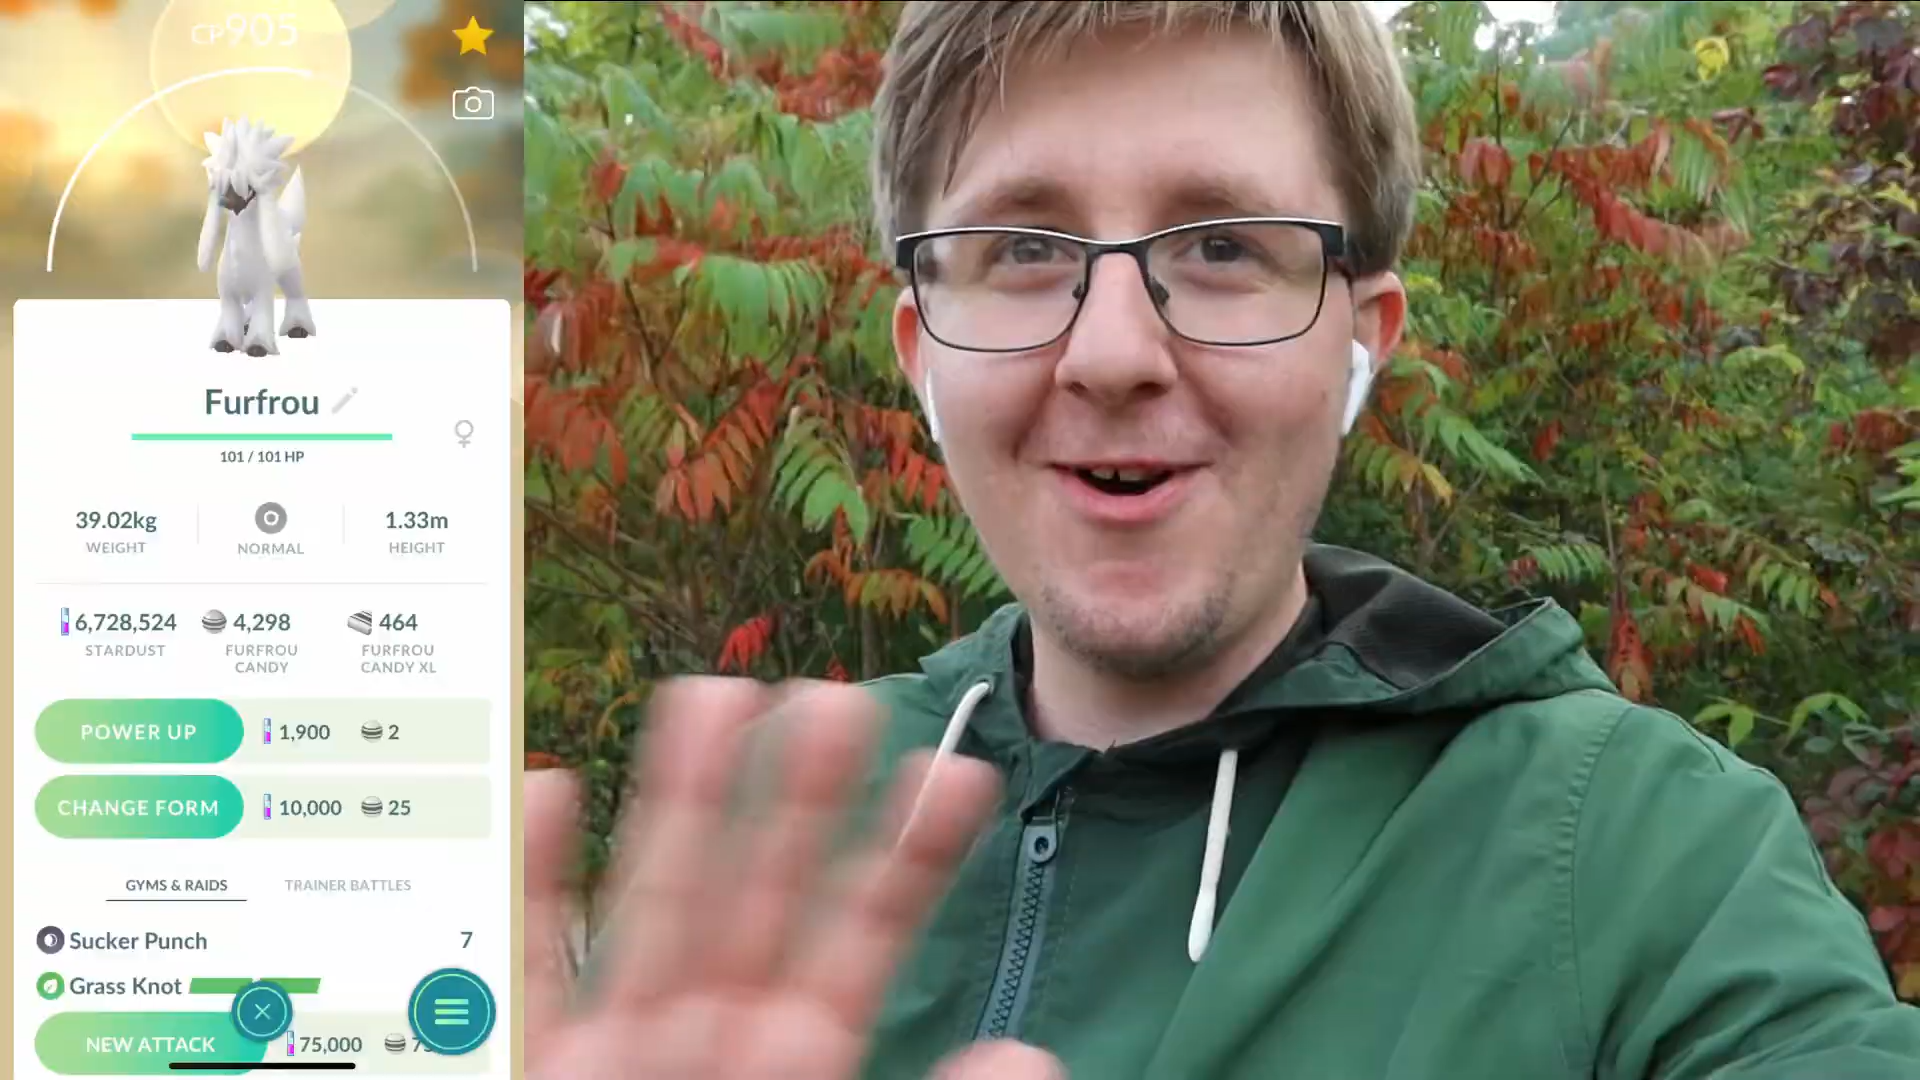 CP905
Furfrou
101 / 101 HP
39.02kg
WEIGHT
NORMAL
1.33m
HEIGHT
6,728,524
STARDUST
4,298
FURFROU
CANDY
464
FURFROU
CANDY XL
POWER UP 1,900 2
CHANGE FORM 10,000 25
GYMS & RAIDS TRAINER BATTLES
Sucker Punch 7
Grass Knot
NEW ATTACK 75,000